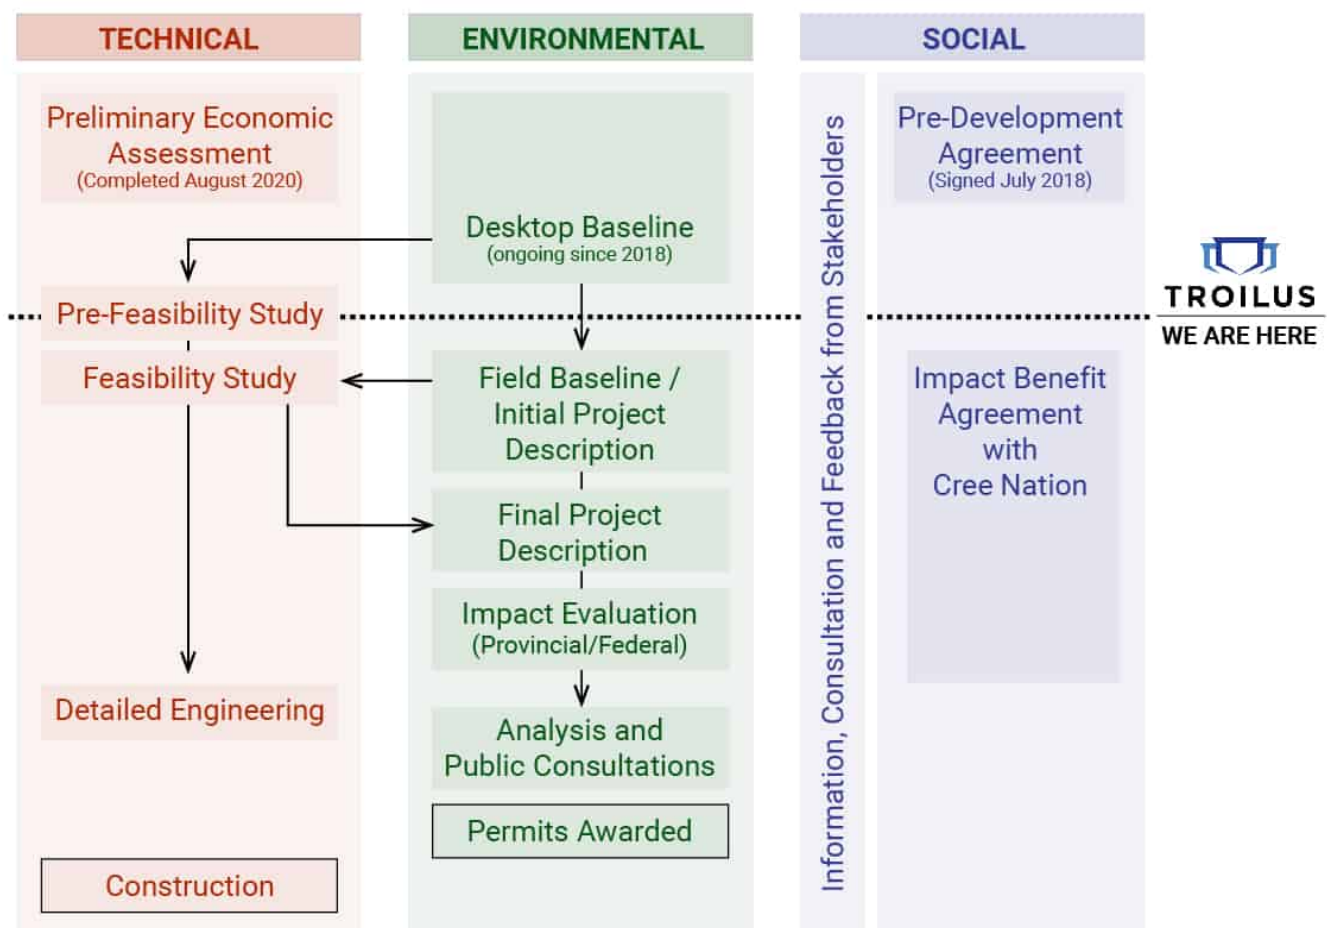 TECHNICAL
Preliminary Economic
Assessment
(Completed August 2020)
Pre-Feasibility Study
Feasibility Study
Detailed Engineering
Construction
ENVIRONMENTAL
Desktop Baseline
(ongoing since 2018)
Field Baseline /
Initial Project
Description
Final Project
Description
Impact Evaluation
(Provincial/Federal)
Analysis and
Public Consultations
Permits Awarded
SOCIAL
Information, Consultation and Feedback from Stakeholders
Pre-Development
Agreement
(Signed July 2018)
Impact Benefit
Agreement
with
Cree Nation
TROILUS
WE ARE HERE